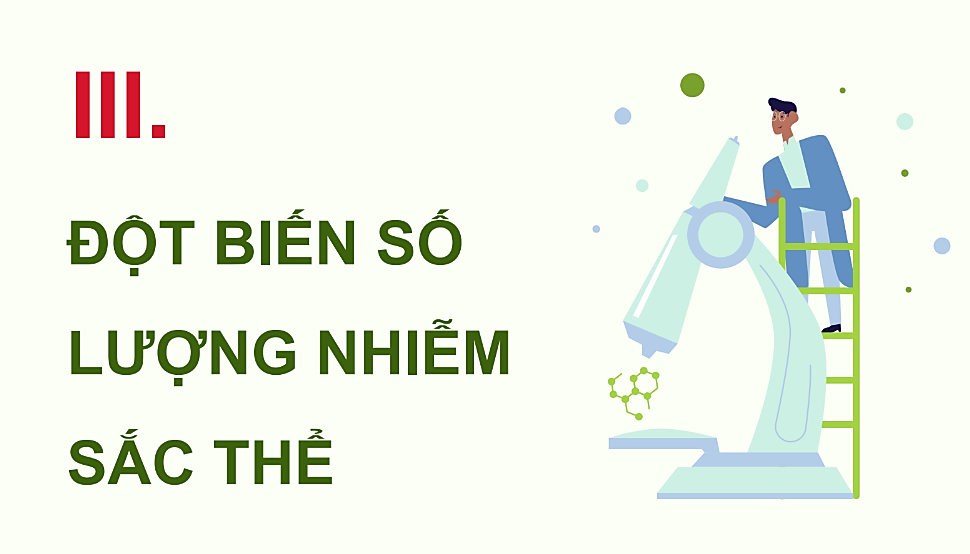 III.
ĐỘT BIẾN SỐ
LƯỢNG NHIỄM
SẮC THỂ